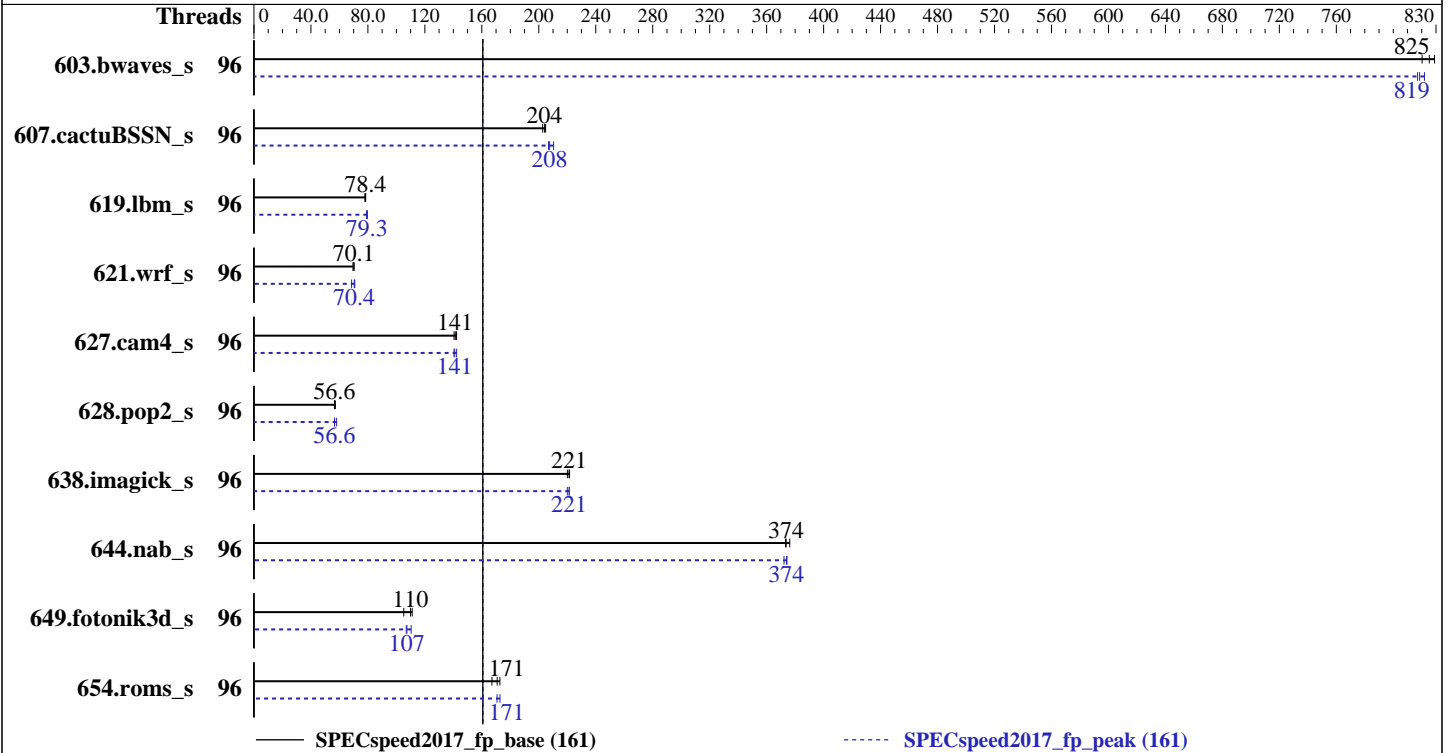 Threads 0 40.0 80.0 120 160 200 240 280 320 360 400 440 480 520 560 600 640 680 720 760 830
825
603.bwaves_s 96
819
204
607.cactuBSSN_s 96
208
78.4
619.lbm_s 96
79.3
70.1
621.wrf_s 96
70.4
141
627.cam4_s 96
141
56.6
628.pop2_s 96
56.6
221
638.imagick_s 96
221
374
644.nab_s 96
374
110
649.fotonik3d_s 96
107
171
654.roms_s 96
171
SPECspeed2017_fp_base (161) SPECspeed2017_fp_peak (161)